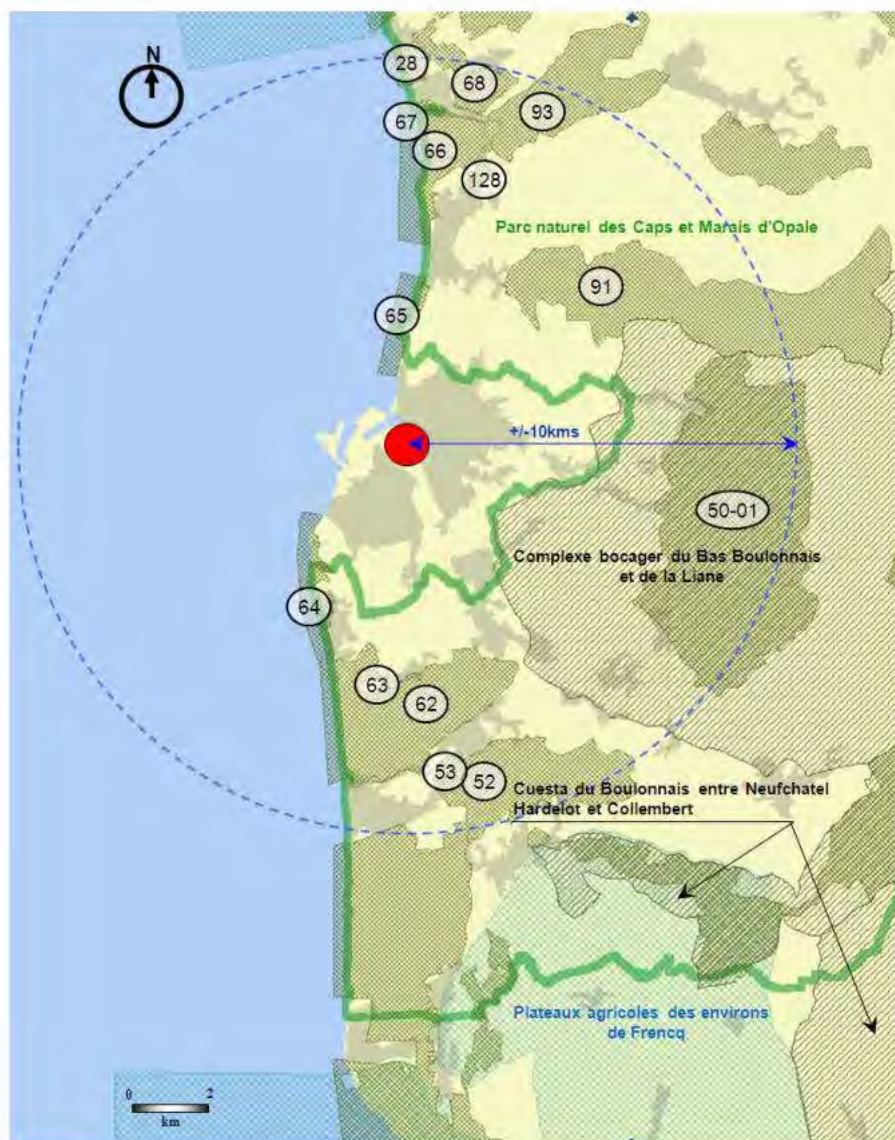 N
28
68
93
67
66
128
Parc naturel des Caps et Marais d'Opale
91
65
+/-10kms
50-01
Complexe bocager du Bas Boulonnais
et de la Liane
64
63
62
53
52
Cuesta du Boulonnais entre Neufchatel
Hardelot et Collembert
Plateaux agricoles des environs
de Frencq
0 2
km